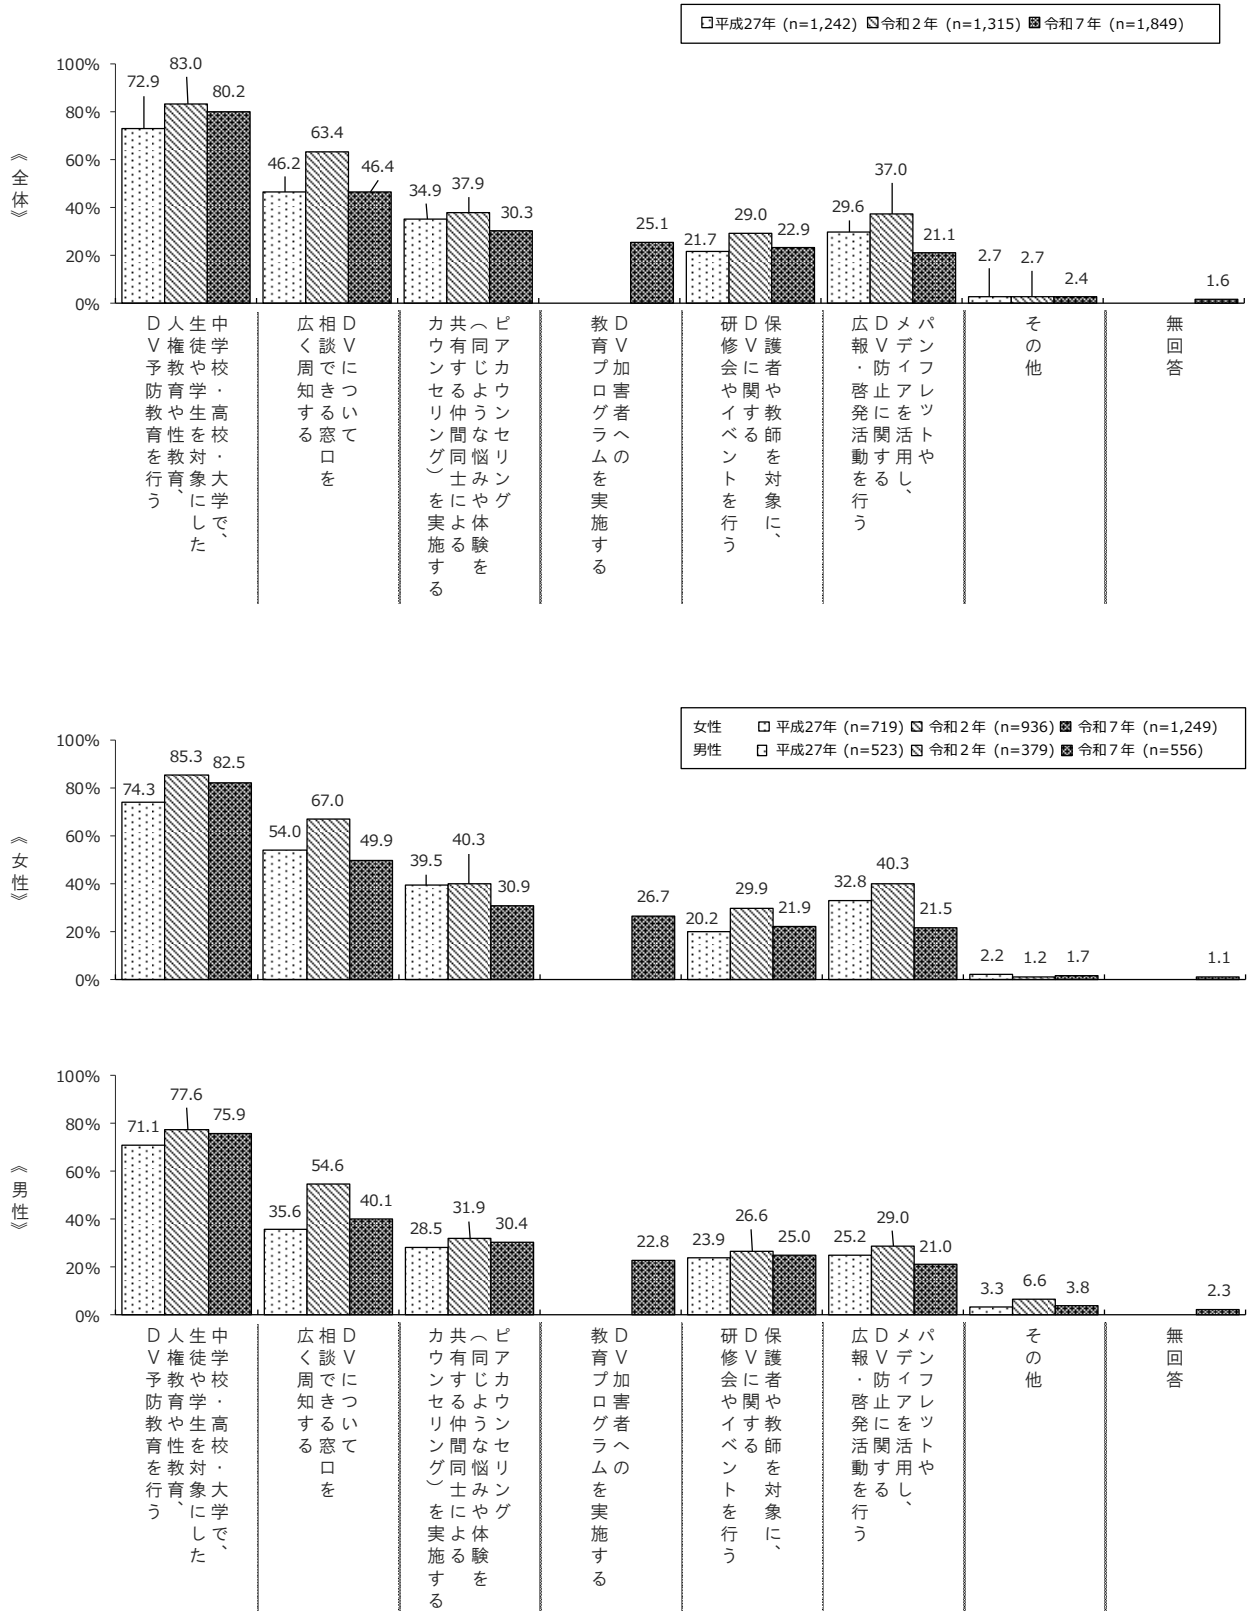 平成27年 (n=1,242) 令和２年 (n=1,315) 令和７年 (n=1,849)
《全体》
100%
80%
60%
40%
20%
0%
72.9 83.0 80.2
46.2 63.4 46.4
34.9 37.9 30.3
25.1
21.7 29.0 22.9
29.6 37.0 21.1
2.7 2.7 2.4
1.6
中学校・高校・大学で、
生徒や学生を対象にした
人権教育や性教育、
ＤＶ予防教育を行う
ＤＶについて
相談できる窓口を
広く周知する
ピアカウンセリング
（同じような悩みや体験を
共有する仲間同士による
カウンセリング）を実施する
ＤＶ加害者への
教育プログラムを実施する
保護者や教師を対象に、
ＤＶに関する
研修会やイベントを行う
パンフレットや
メディアを活用し、
ＤＶ防止に関する
広報・啓発活動を行う
その他
無回答
女性 平成27年 (n=719) 令和２年 (n=936) 令和７年 (n=1,249)
男性 平成27年 (n=523) 令和２年 (n=379) 令和７年 (n=556)
《女性》
100%
80%
60%
40%
20%
0%
74.3 85.3 82.5
54.0 67.0 49.9
39.5 40.3 30.9
26.7
20.2 29.9 21.9
32.8 40.3 21.5
2.2 1.2 1.7
1.1
《男性》
100%
80%
60%
40%
20%
0%
71.1 77.6 75.9
35.6 54.6 40.1
28.5 31.9 30.4
22.8
23.9 26.6 25.0
25.2 29.0 21.0
3.3 6.6 3.8
2.3
中学校・高校・大学で、
生徒や学生を対象にした
人権教育や性教育、
ＤＶ予防教育を行う
ＤＶについて
相談できる窓口を
広く周知する
ピアカウンセリング
（同じような悩みや体験を
共有する仲間同士による
カウンセリング）を実施する
ＤＶ加害者への
教育プログラムを実施する
保護者や教師を対象に、
ＤＶに関する
研修会やイベントを行う
パンフレットや
メディアを活用し、
ＤＶ防止に関する
広報・啓発活動を行う
その他
無回答